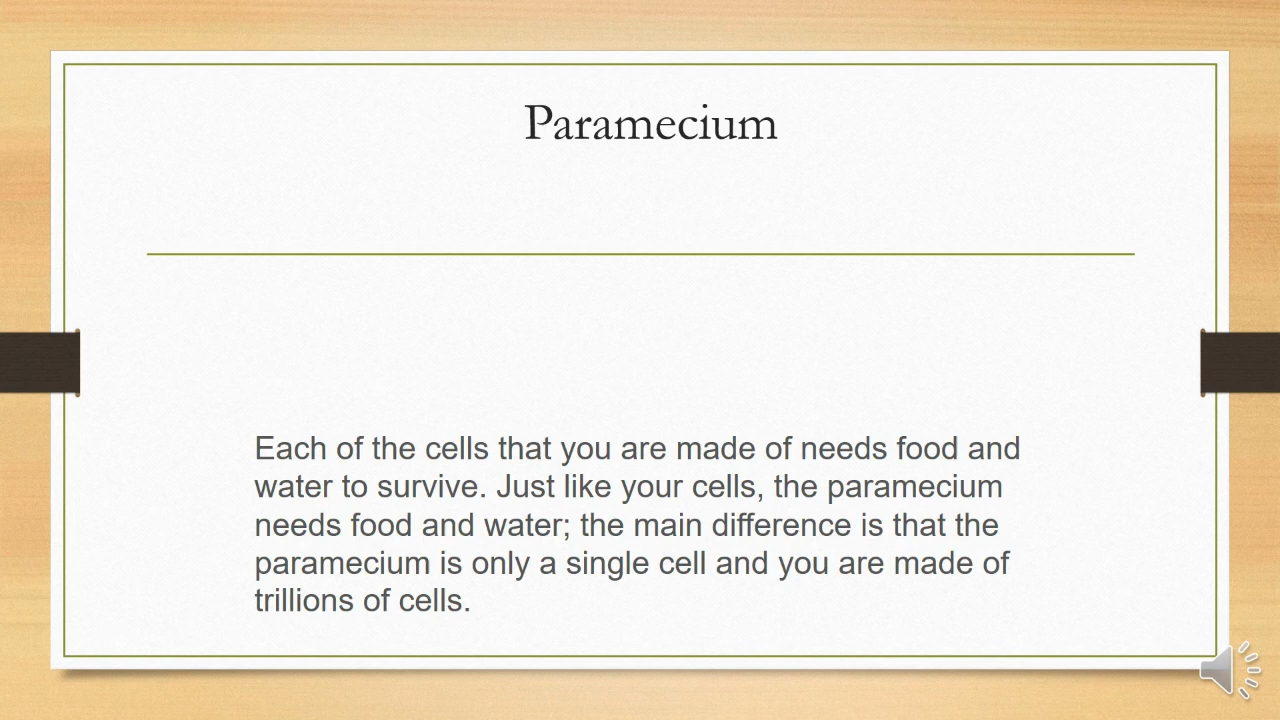 Paramecium
Each of the cells that you are made of needs food and
water to survive. Just like your cells, the paramecium
needs food and water; the main difference is that the
paramecium is only a single cell and you are made of
trillions of cells.